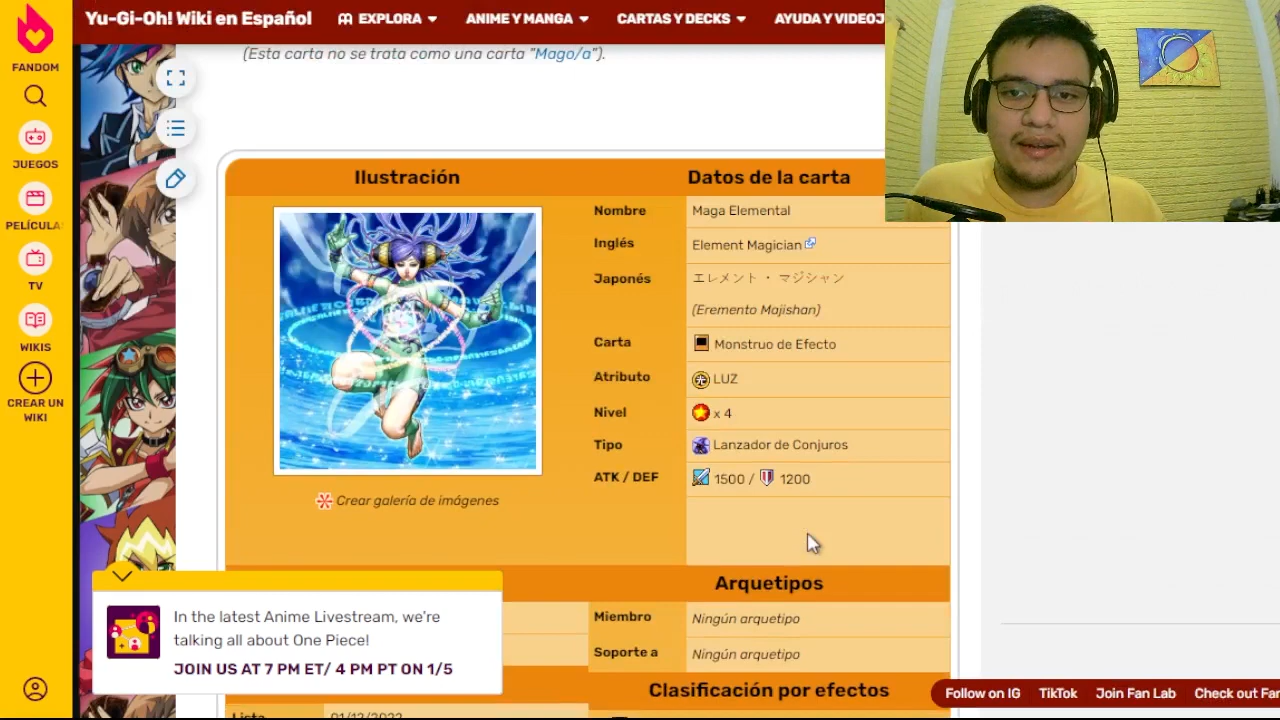 Yu-Gi-Oh! Wiki en Español
EXPLORA
ANIME Y MANGA
CARTAS Y DECKS
AYUDA Y VIDEOJ
FANDOM
JUEGOS
PELÍCULA
TV
WIKIS
CREAR UN
WIKI
(Esta carta no se trata como una carta "Mago/a").
Ilustración
Datos de la carta
Nombre
Maga Elemental
Inglés
Element Magician
Japonés
エレメント ・ マジシャン
(Eremento Majishan)
Carta
Monstruo de Efecto
Atributo
LUZ
Nivel
x 4
Tipo
Lanzador de Conjuros
ATK / DEF
1500 / 1200
Crear galería de imágenes
Arquetipos
Miembro
Ningún arquetipo
Soporte a
Ningún arquetipo
Clasificación por efectos
Lista
01/12/2022
In the latest Anime Livestream, we're
talking all about One Piece!
JOIN US AT 7 PM ET/ 4 PM PT ON 1/5
Follow on IG
TikTok
Join Fan Lab
Check out Fan